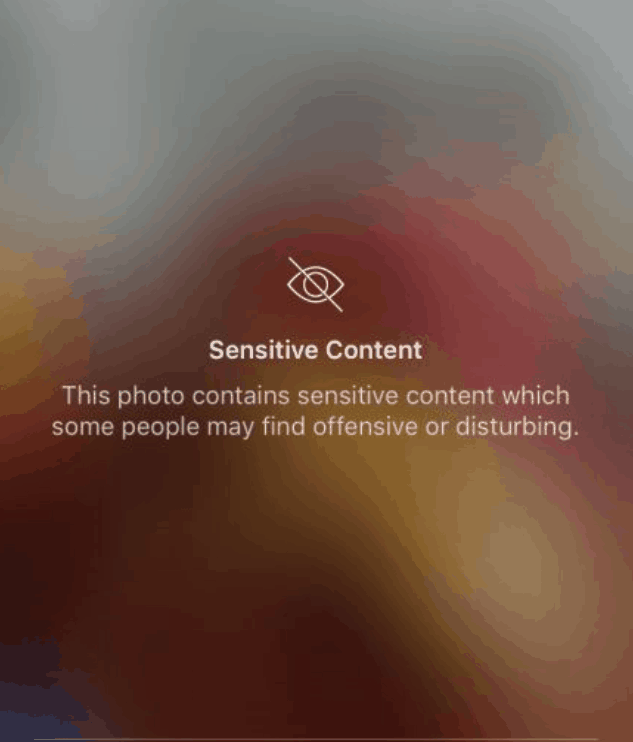 Sensitive Content
This photo contains sensitive content which
some people may find offensive or disturbing.